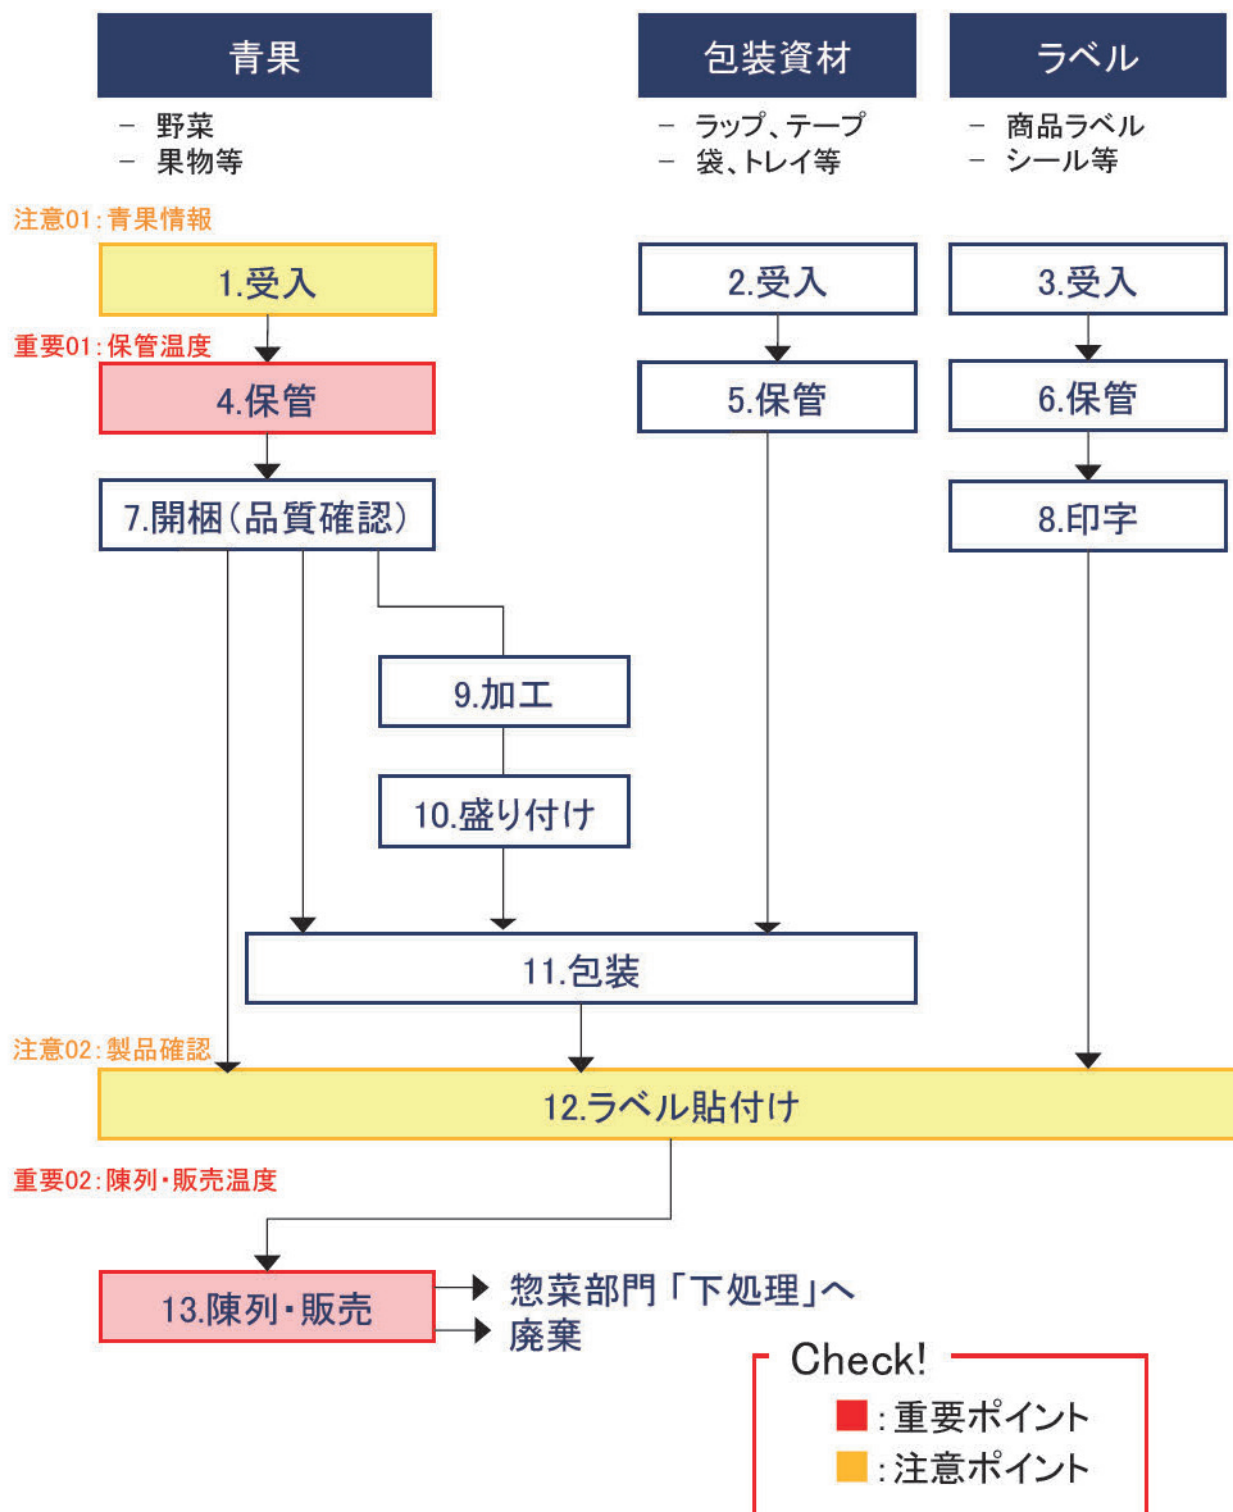 青果
包装資材
ラベル
- 野菜
- 果物等
- ラップ、テープ
- 袋、トレイ等
- 商品ラベル
- シール等
注意01:青果情報
1.受入
2.受入
3.受入
重要01:保管温度
4.保管
5.保管
6.保管
7.開梱(品質確認)
8.印字
9.加工
10.盛り付け
11.包装
注意02:製品確認
12.ラベル貼付け
重要02:陳列・販売温度
13.陳列・販売
惣菜部門「下処理」へ
廃棄
Check!
:重要ポイント
:注意ポイント